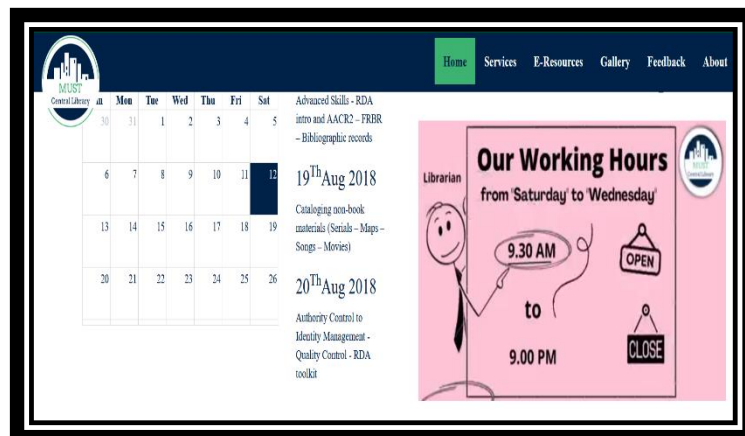 MUST
Central Library
Home Services E-Resources Gallery Feedback About
Mon Tue Wed Thu Fri Sat
30 31 1 2 3 4 5
6 7 8 9 10 11 12
13 14 15 16 17 18 19
20 21 22 23 24 25 26
Advanced Skills - RDA
intro and AACR2 – FRBR
– Bibliographic records
19Th Aug 2018
Cataloging non-book
materials (Serials – Maps –
Songs – Movies)
20Th Aug 2018
Authority Control to
Identity Management -
Quality Control - RDA
toolkit
Librarian
Our Working Hours
from 'Saturday' to 'Wednesday'
9.30 AM
to
9.00 PM
OPEN
CLOSE